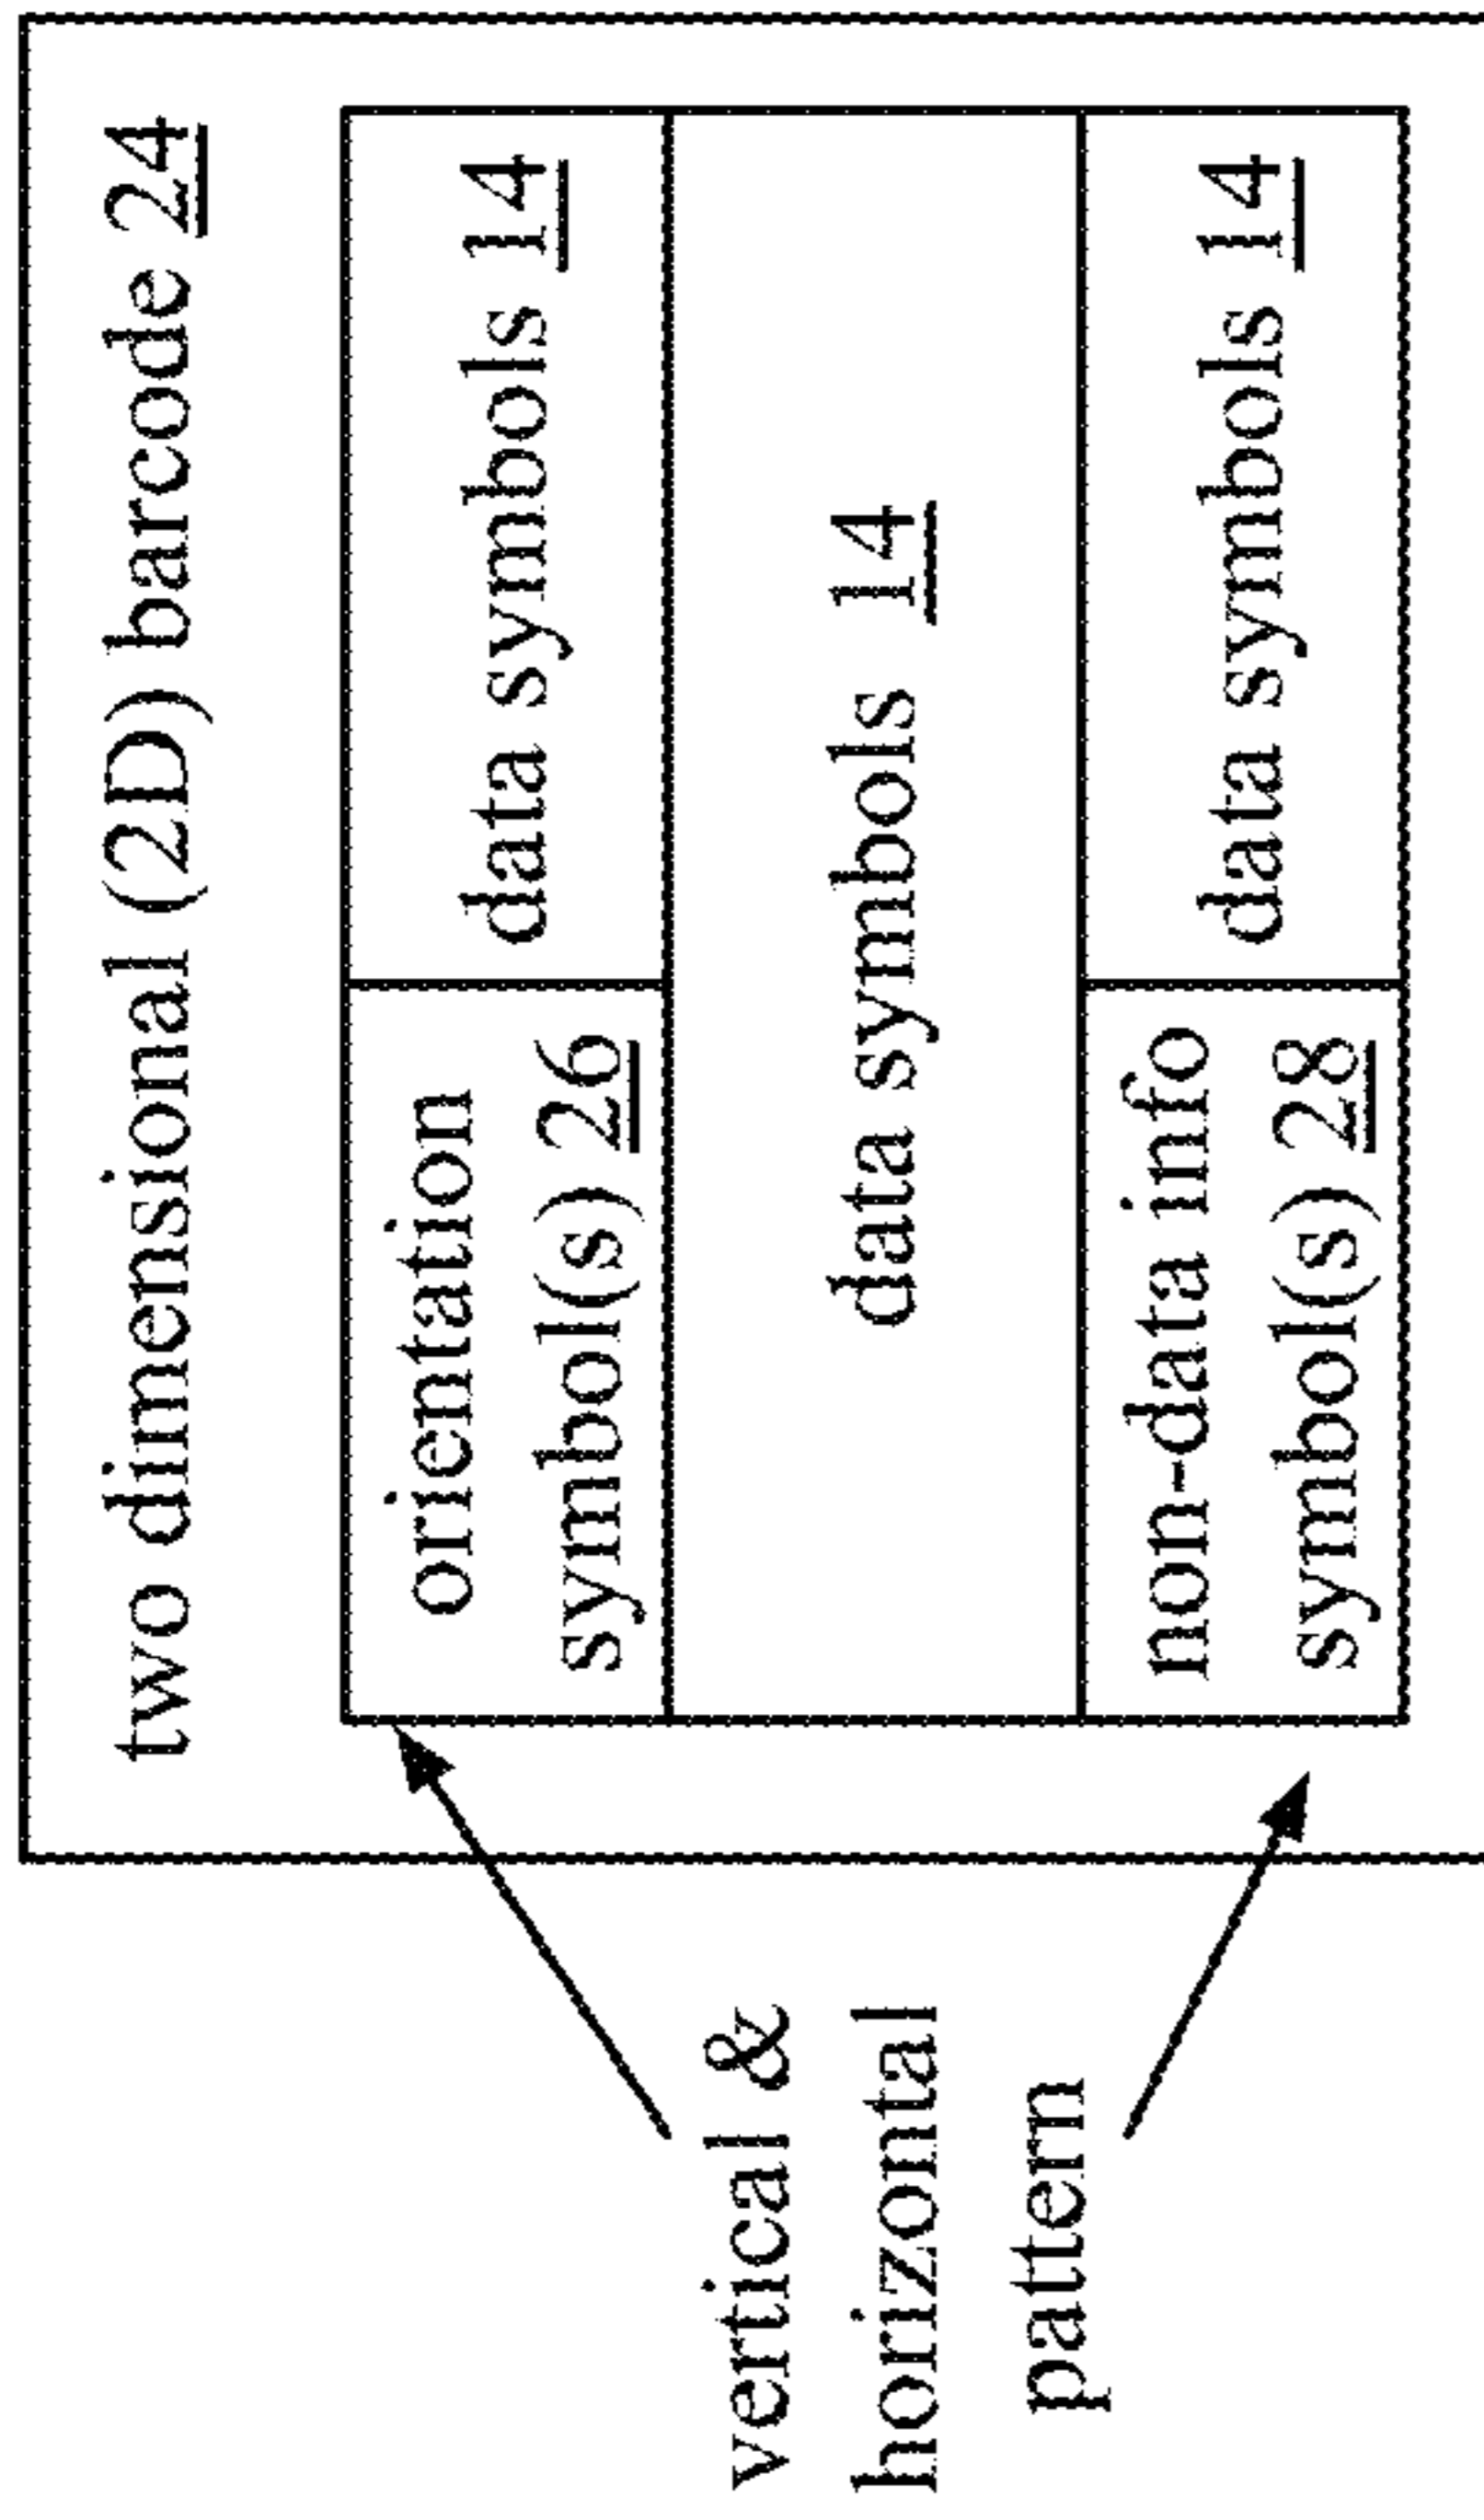 two dimensional (2D) barcode 24
orientation
symbol(s) 26
data symbols 14
data symbols 14
non-data info
symbol(s) 28
data symbols 14
vertical &
horizontal
pattern